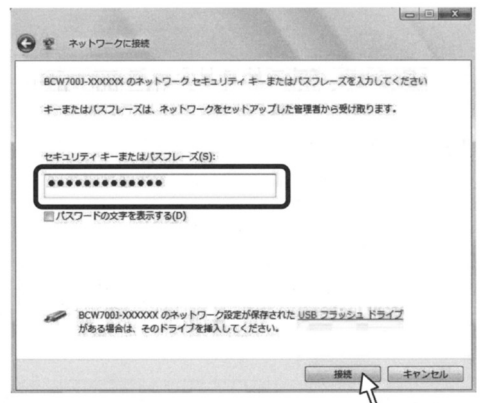 ネットワークに接続
BCW700J-XXXXXX のネットワーク セキュリティ キーまたはパスフレーズを入力してください
キーまたはパスフレーズは、ネットワークをセットアップした管理者から受け取ります。
セキュリティ キーまたはパスフレーズ(S):
●●●●●●●●●●●●●
パスワードの文字を表示する(D)
BCW700J-XXXXXX のネットワーク設定が保存された USB フラッシュ ドライブ
がある場合は、そのドライブを挿入してください。
接続 キャンセル